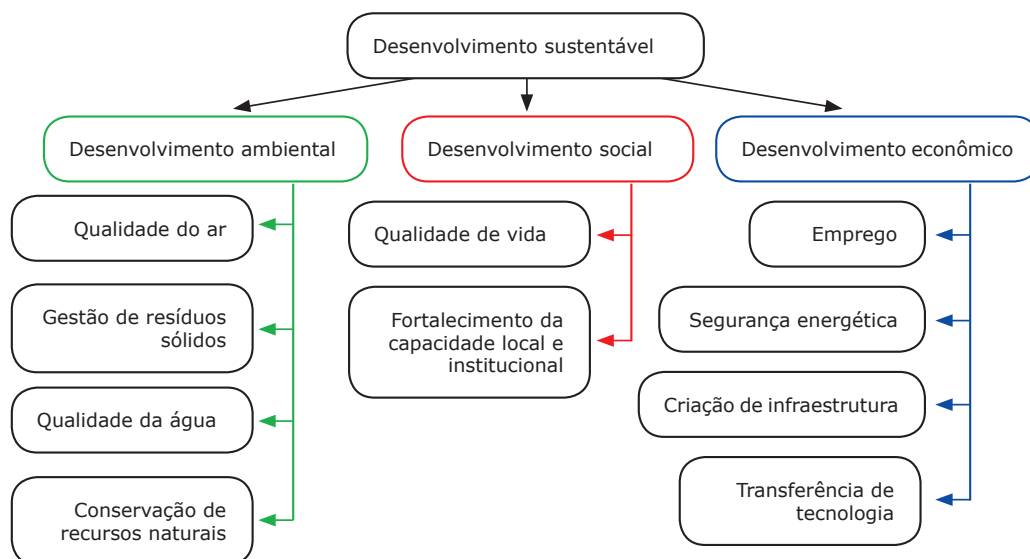 Desenvolvimento sustentável
Desenvolvimento ambiental
Qualidade do ar
Gestão de resíduos
sólidos
Qualidade da água
Conservação de
recursos naturais
Desenvolvimento social
Qualidade de vida
Fortalecimento da
capacidade local e
institucional
Desenvolvimento econômico
Emprego
Segurança energética
Criação de infraestrutura
Transferência de
tecnologia